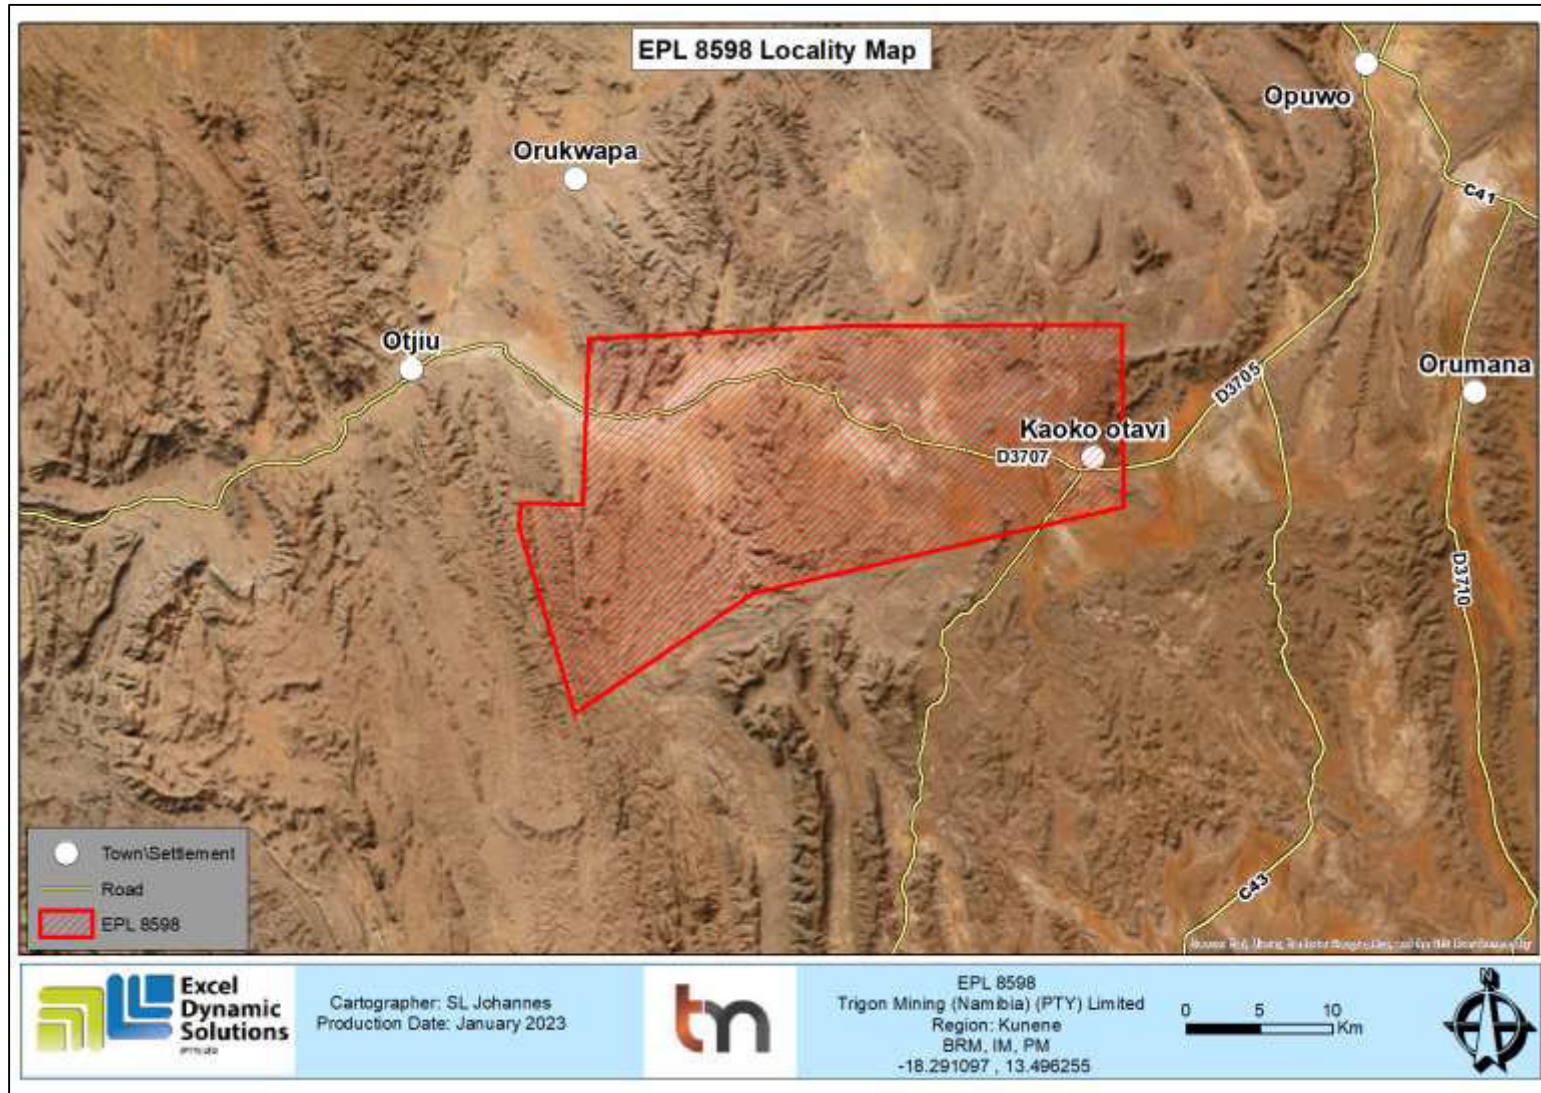 EPL 8598 Locality Map
Opuwo
Orukwapa
C41
Otjiu
D3705
Orumana
Kaoko otavi
D3707
D3710
C43
Town\Settlement
Road
EPL 8598
Excel
Dynamic
Solutions
Cartographer: SL Johannes
Production Date: January 2023
tm
EPL 8598
Trigon Mining (Namibia) (PTY) Limited
Region: Kunene
BRM, IM, PM
-18.291097 , 13.496255
0 5 10
Km
N